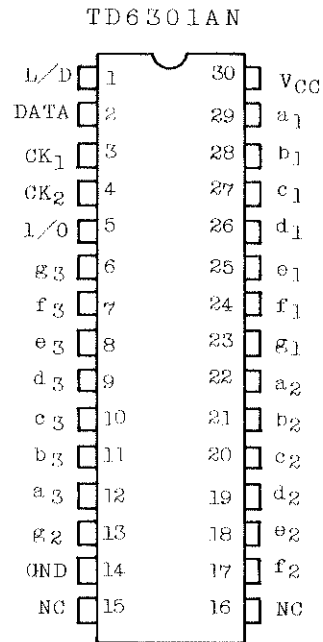 TD6301AN
L/D 1 30 VCC
DATA 2 29 a1
CK1 3 28 b1
CK2 4 27 c1
1/0 5 26 d1
g3 6 25 e1
f3 7 24 f1
e3 8 23 g1
d3 9 22 a2
c3 10 21 b2
b3 11 20 c2
a3 12 19 d2
g2 13 18 e2
GND 14 17 f2
NC 15 16 NC